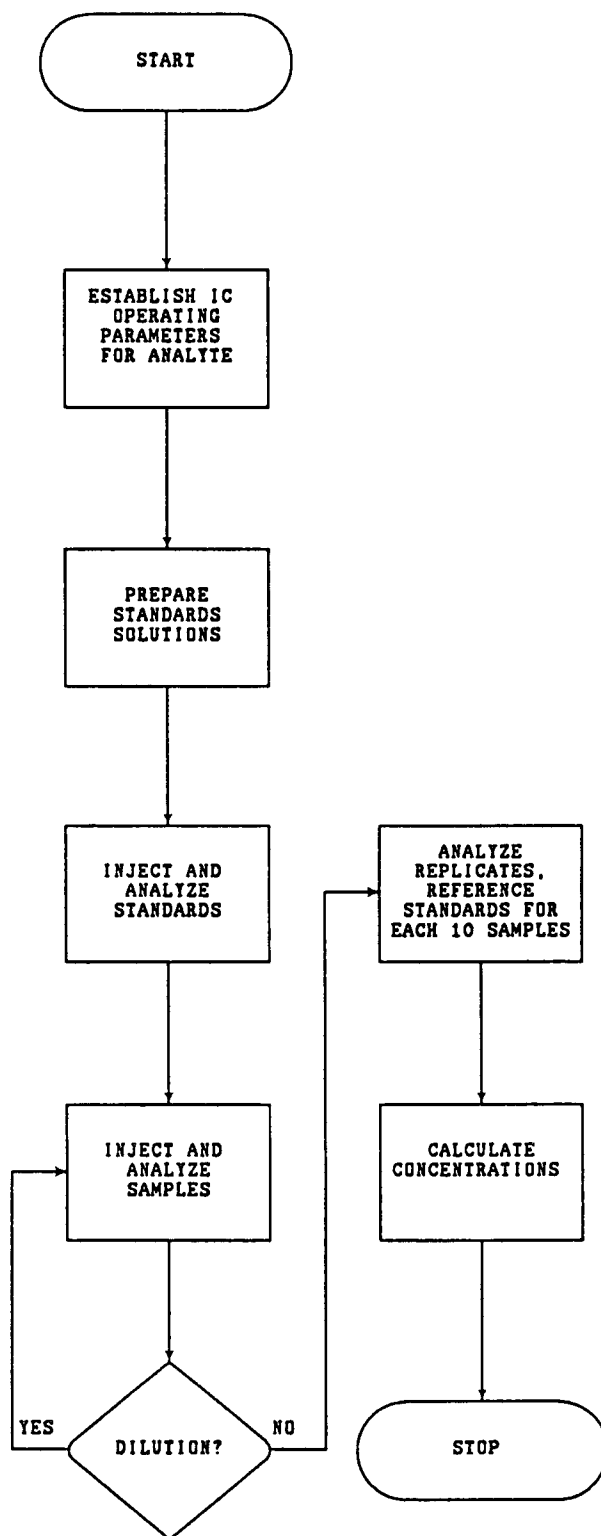 START
ESTABLISH IC
OPERATING
PARAMETERS
FOR ANALYTE
PREPARE
STANDARDS
SOLUTIONS
INJECT AND
ANALYZE
STANDARDS
INJECT AND
ANALYZE
SAMPLES
YES
DILUTION?
NO
ANALYZE
REPLICATES,
REFERENCE
STANDARDS FOR
EACH 10 SAMPLES
CALCULATE
CONCENTRATIONS
STOP